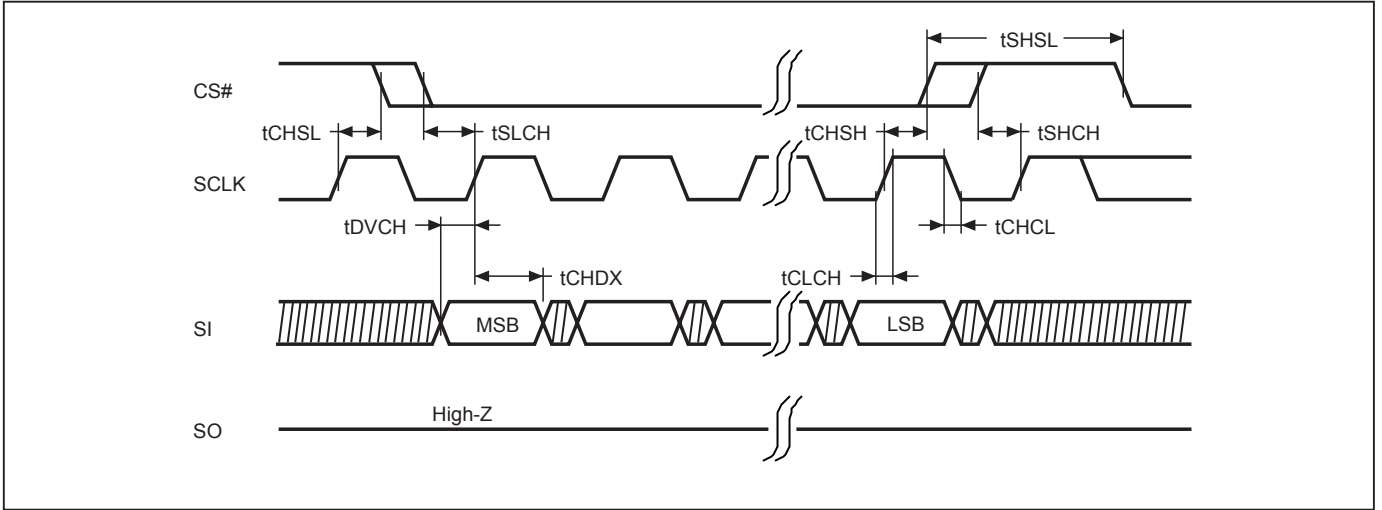 tSHSL
CS#
tCHSL
tSLCH
tCHSH
tSHCH
SCLK
tDVCH
tCHCL
tCHDX
tCLCH
SI
MSB
LSB
High-Z
SO